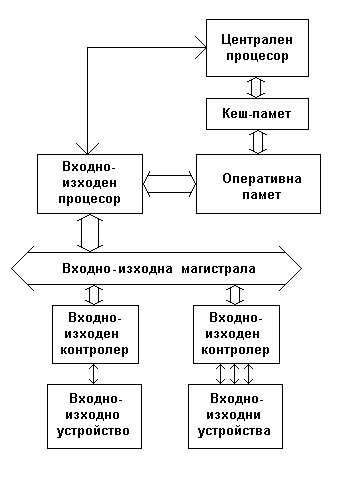 Централен
процесор
Кеш-памет
Входно-
изходен
процесор
Оперативна
памет
Входно-изходна магистрала
Входно-
изходен
контролер
Входно-
изходен
контролер
Входно-
изходно
устройство
Входно-
изходни
устройства